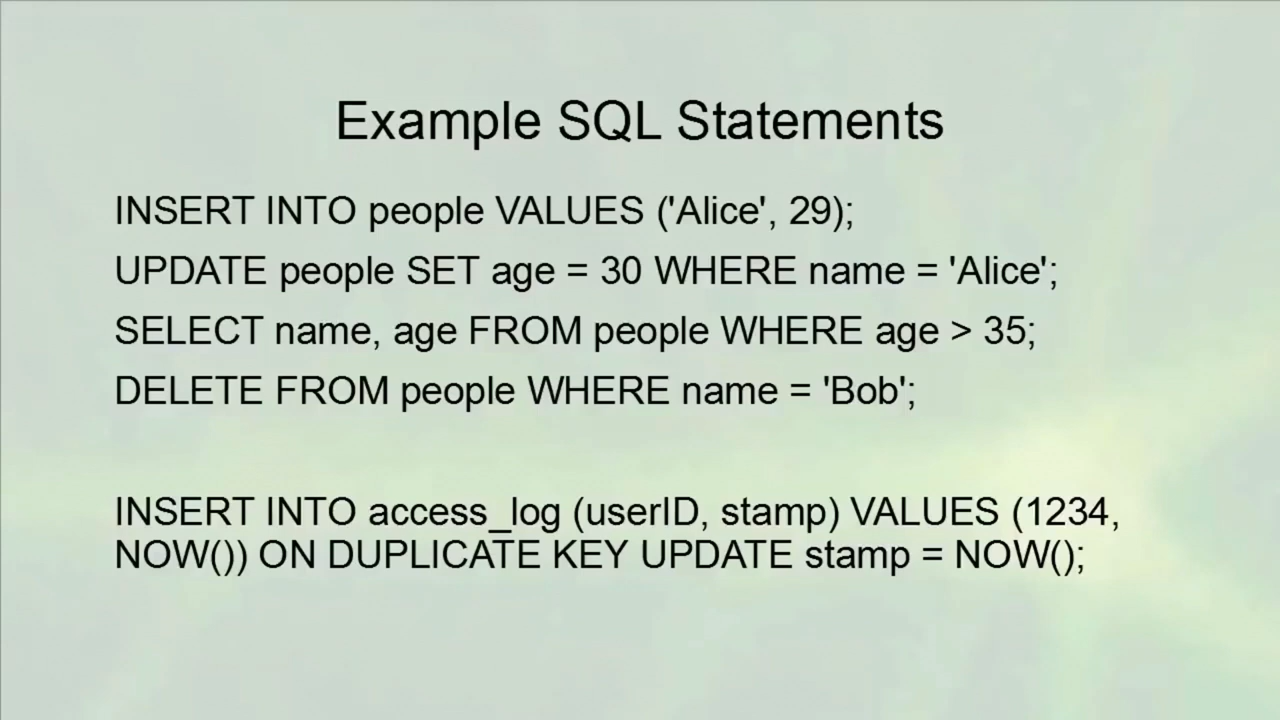 Example SQL Statements
INSERT INTO people VALUES ('Alice', 29);
UPDATE people SET age = 30 WHERE name = 'Alice';
SELECT name, age FROM people WHERE age > 35;
DELETE FROM people WHERE name = 'Bob';
INSERT INTO access_log (userID, stamp) VALUES (1234,
NOW()) ON DUPLICATE KEY UPDATE stamp = NOW();